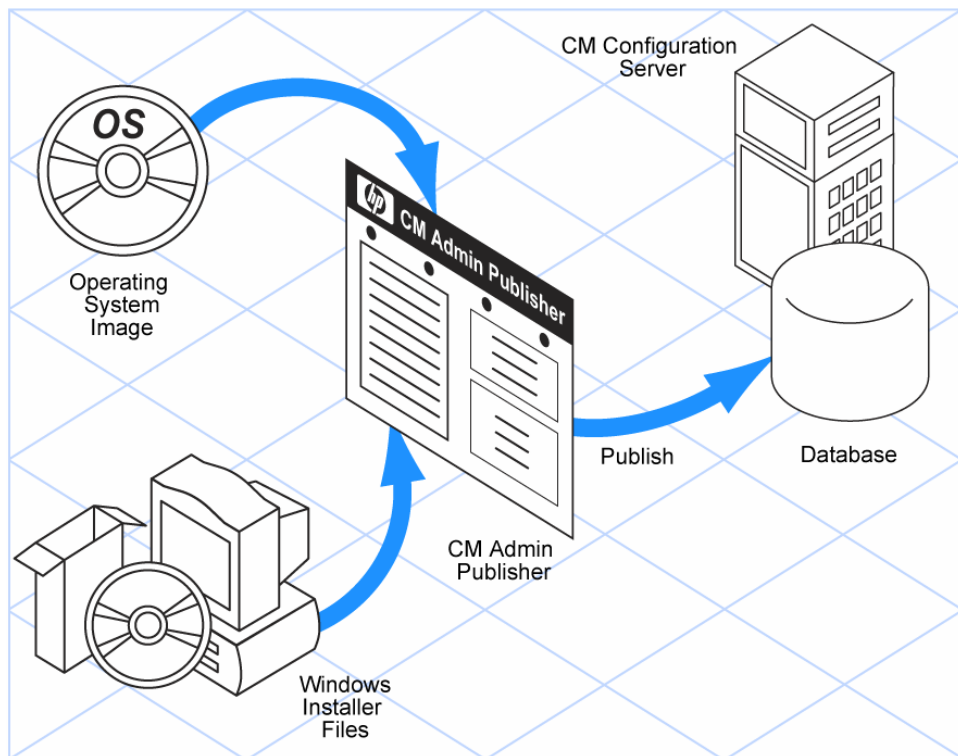 CM Configuration
Server
OS
hp CM Admin Publisher
Operating
System
Image
Publish
Database
CM Admin
Publisher
Windows
Installer
Files